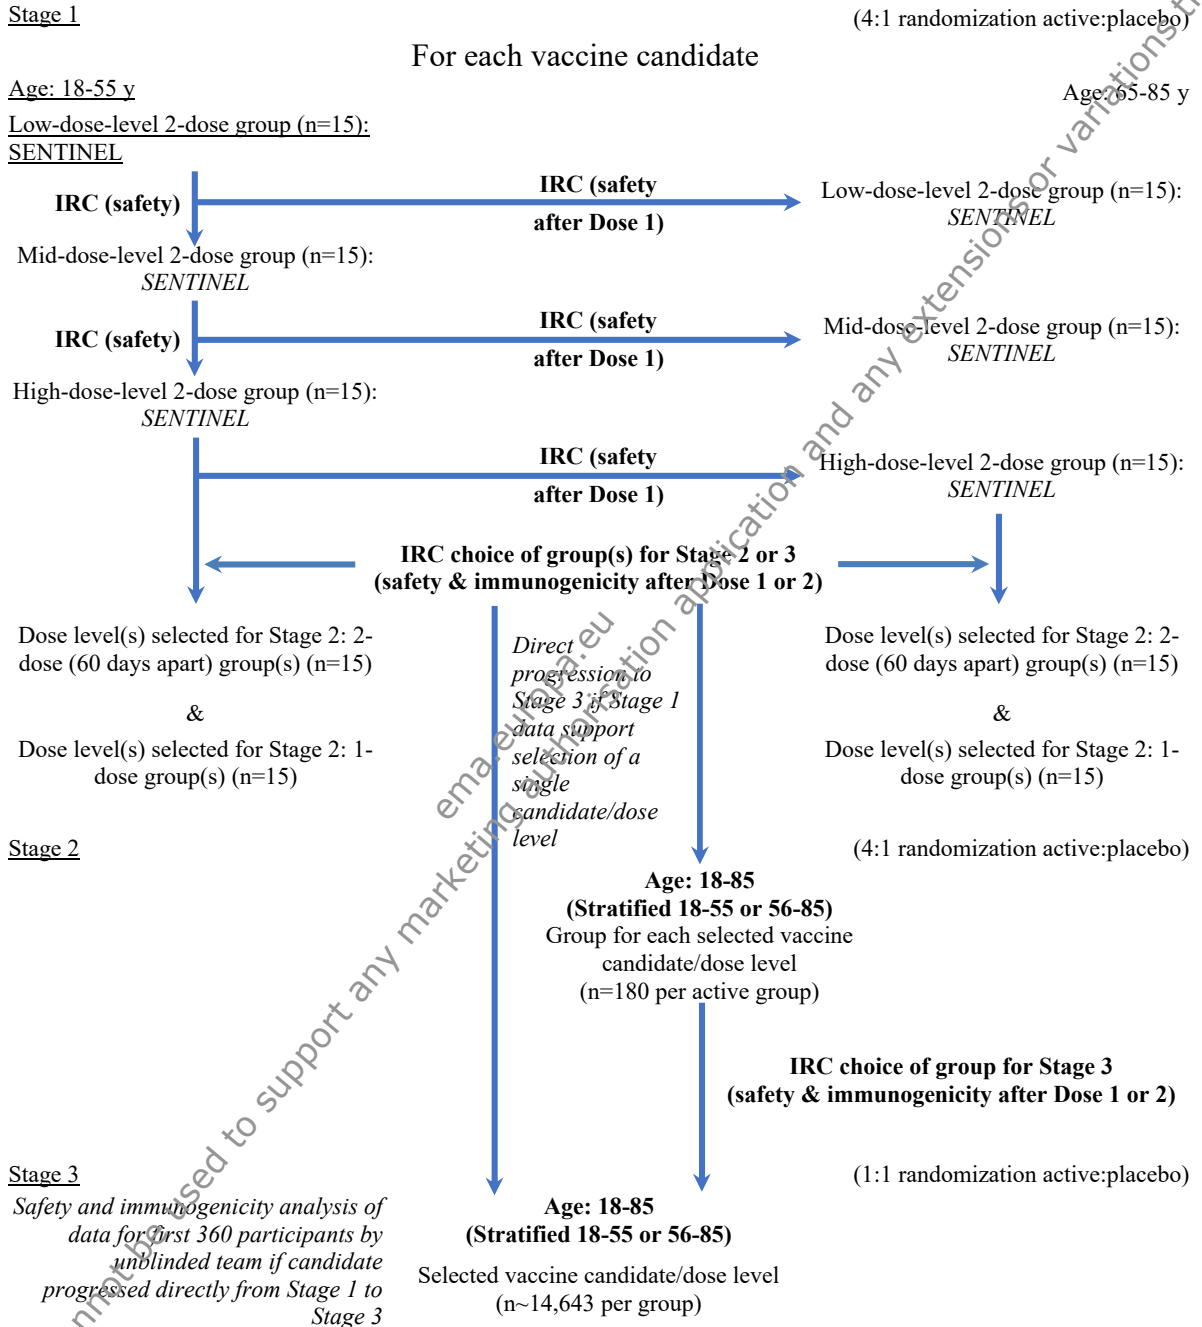 Stage 1
(4:1 randomization active:placebo)
For each vaccine candidate
Age: 18-55 y
Age: 65-85 y
Low-dose-level 2-dose group (n=15):
SENTINEL
IRC (safety)
IRC (safety
after Dose 1)
Low-dose-level 2-dose group (n=15):
SENTINEL
Mid-dose-level 2-dose group (n=15):
SENTINEL
IRC (safety)
IRC (safety
after Dose 1)
Mid-dose-level 2-dose group (n=15):
SENTINEL
High-dose-level 2-dose group (n=15):
SENTINEL
IRC (safety
after Dose 1)
High-dose-level 2-dose group (n=15):
SENTINEL
IRC choice of group(s) for Stage 2 or 3
(safety & immunogenicity after Dose 1 or 2)
Dose level(s) selected for Stage 2: 2-
dose (60 days apart) group(s) (n=15)
&
Dose level(s) selected for Stage 2: 1-
dose group(s) (n=15)
Direct
progression to
Stage 3 if Stage 1
data support
selection of a
single
candidate/dose
level
Dose level(s) selected for Stage 2: 2-
dose (60 days apart) group(s) (n=15)
&
Dose level(s) selected for Stage 2: 1-
dose group(s) (n=15)
Stage 2
(4:1 randomization active:placebo)
Age: 18-85
(Stratified 18-55 or 56-85)
Group for each selected vaccine
candidate/dose level
(n=180 per active group)
IRC choice of group for Stage 3
(safety & immunogenicity after Dose 1 or 2)
Stage 3
(1:1 randomization active:placebo)
Safety and immunogenicity analysis of
data for first 360 participants by
unblinded team if candidate
progressed directly from Stage 1 to
Stage 3
Age: 18-85
(Stratified 18-55 or 56-85)
Selected vaccine candidate/dose level
(n~14,643 per group)
ema.europa.eu
be used to support any marketing authorisation application and any extensions or variations